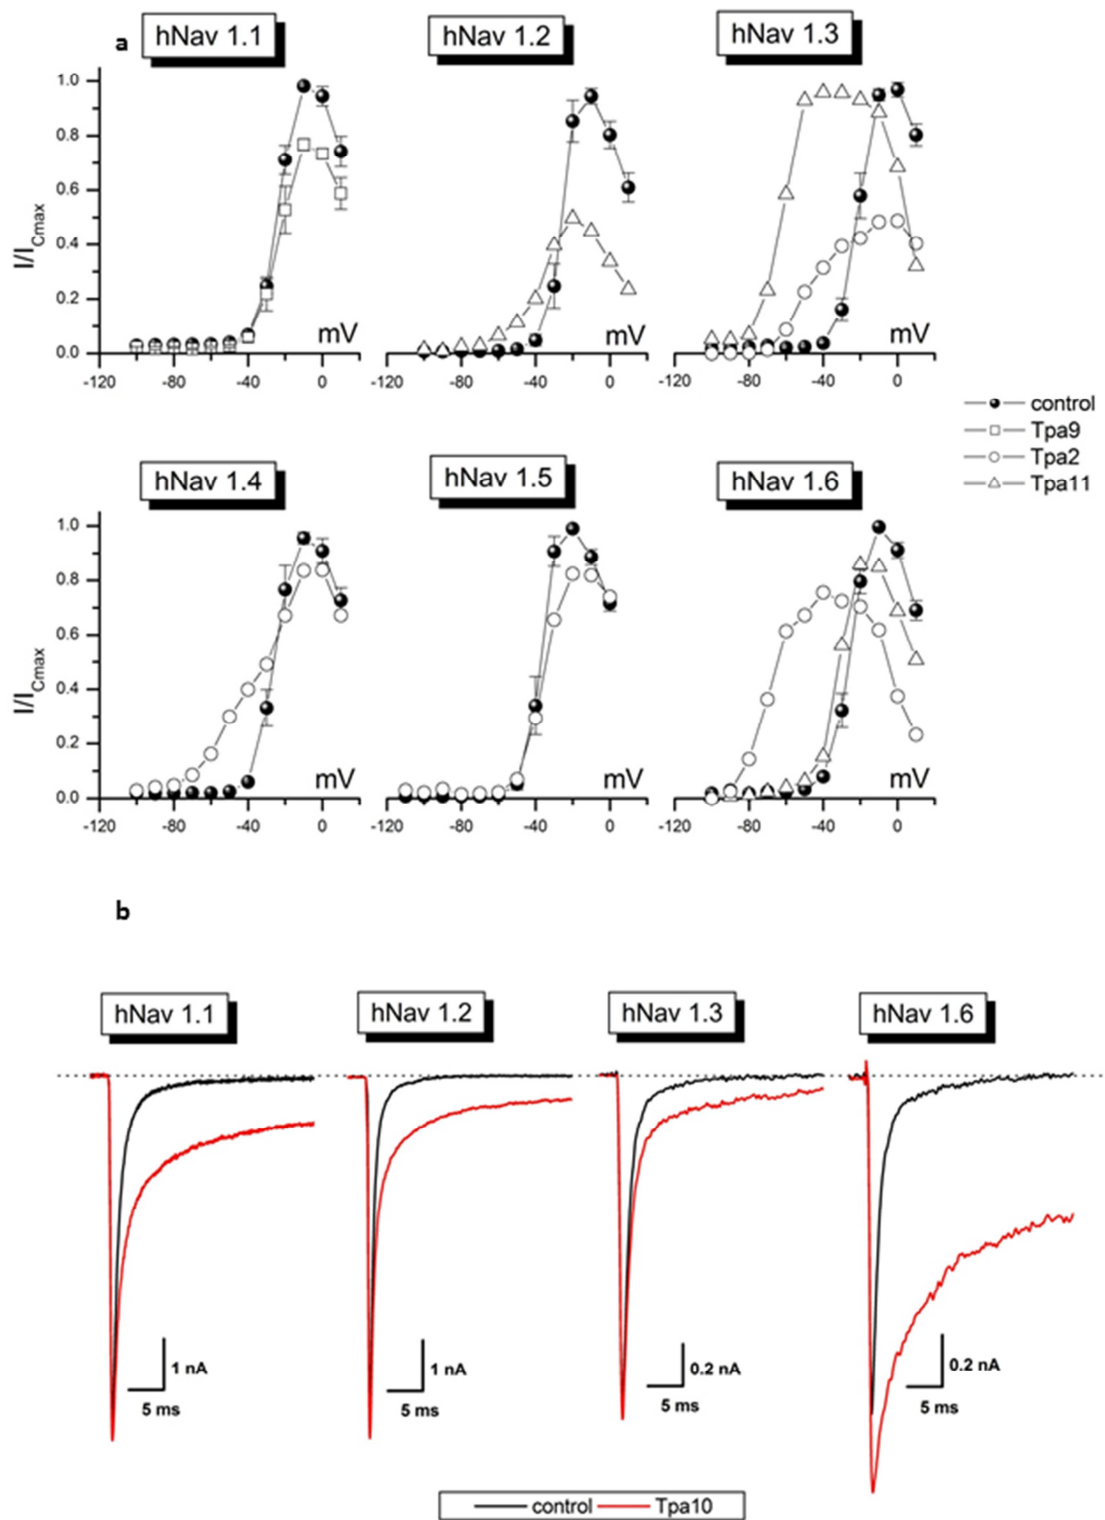 a
hNav 1.1
hNav 1.2
hNav 1.3
I/I_Cmax
1.0
0.8
0.6
0.4
0.2
0.0
mV
mV
mV
-120 -80 -40 0
-120 -80 -40 0
-120 -80 -40 0
control
Tpa9
Tpa2
Tpa11
hNav 1.4
hNav 1.5
hNav 1.6
I/I_Cmax
1.0
0.8
0.6
0.4
0.2
0.0
mV
mV
mV
-120 -80 -40 0
-120 -80 -40 0
-120 -80 -40 0
b
hNav 1.1
hNav 1.2
hNav 1.3
hNav 1.6
1 nA
5 ms
1 nA
5 ms
0.2 nA
5 ms
0.2 nA
5 ms
control Tpa10